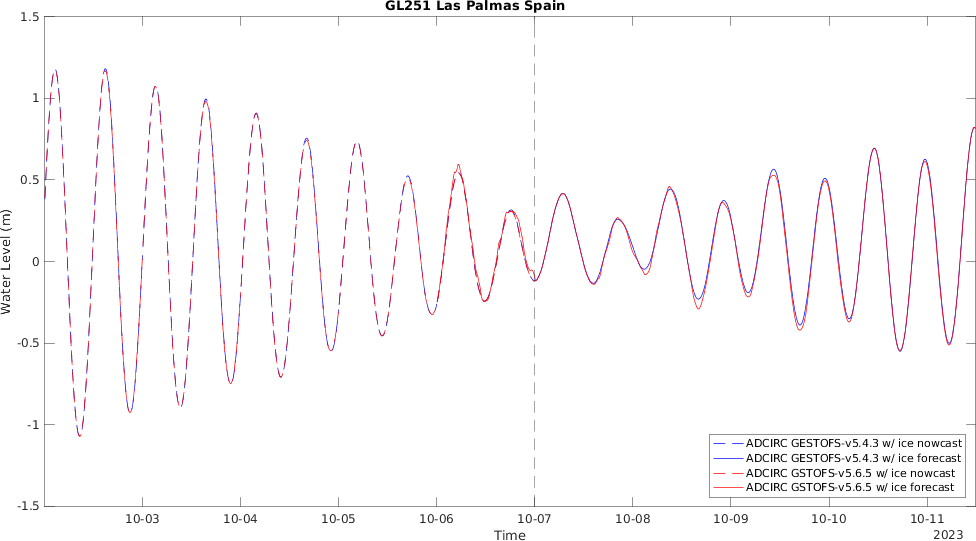 GL251 Las Palmas Spain
1.5
1
0.5
0
-0.5
-1
-1.5
Water Level (m)
10-03 10-04 10-05 10-06 10-07 10-08 10-09 10-10 10-11
Time
2023
ADCIRC GESTOFS-v5.4.3 w/ ice nowcast
ADCIRC GESTOFS-v5.4.3 w/ ice forecast
ADCIRC GSTOFS-v5.6.5 w/ ice nowcast
ADCIRC GSTOFS-v5.6.5 w/ ice forecast